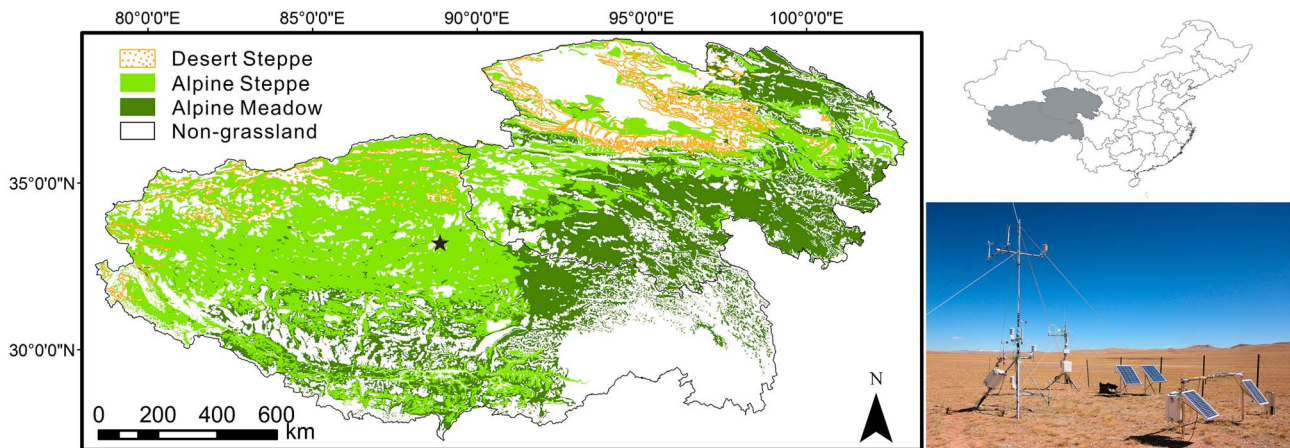 80°0'0"E 85°0'0"E 90°0'0"E 95°0'0"E 100°0'0"E
Desert Steppe
Alpine Steppe
Alpine Meadow
Non-grassland
35°0'0"N
30°0'0"N
N
0 200 400 600
km